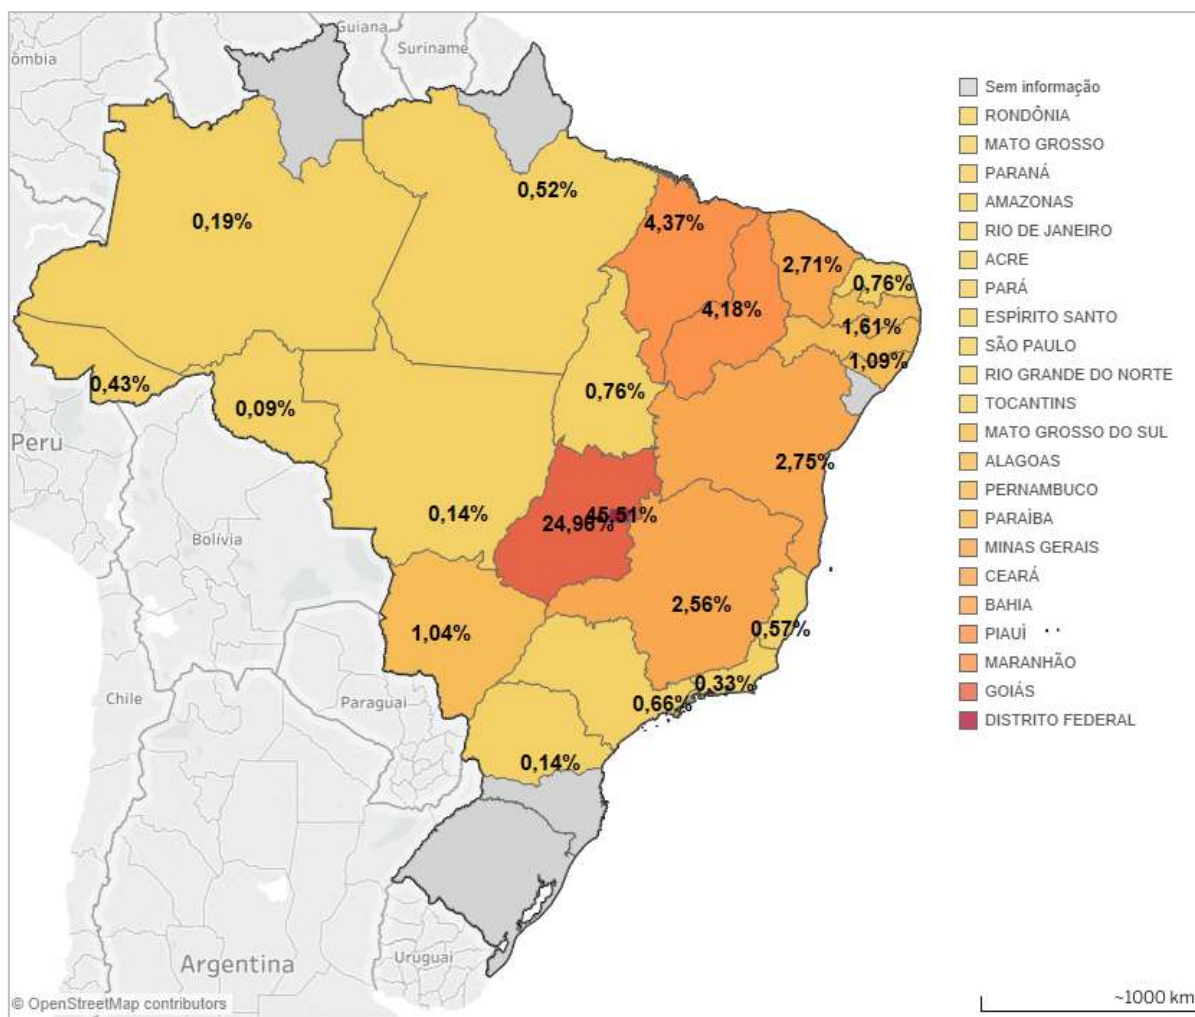 Guiana
Suriname
ômbia
0,52%
0,19%
4,37%
2,71%
0,76%
4,18%
1,61%
1,09%
0,43%
0,09%
0,76%
Peru
2,75%
0,14%
24,96%
45,51%
Bolívia
2,56%
1,04%
0,57%
0,33%
0,66%
Chile
Paraguai
0,14%
Uruguai
Argentina
© OpenStreetMap contributors
Sem informação
RONDÔNIA
MATO GROSSO
PARANÁ
AMAZONAS
RIO DE JANEIRO
ACRE
PARÁ
ESPÍRITO SANTO
SÃO PAULO
RIO GRANDE DO NORTE
TOCANTINS
MATO GROSSO DO SUL
ALAGOAS
PERNAMBUCO
PARAÍBA
MINAS GERAIS
CEARÁ
BAHIA
PIAUÍ
MARANHÃO
GOIÁS
DISTRITO FEDERAL
~1000 km